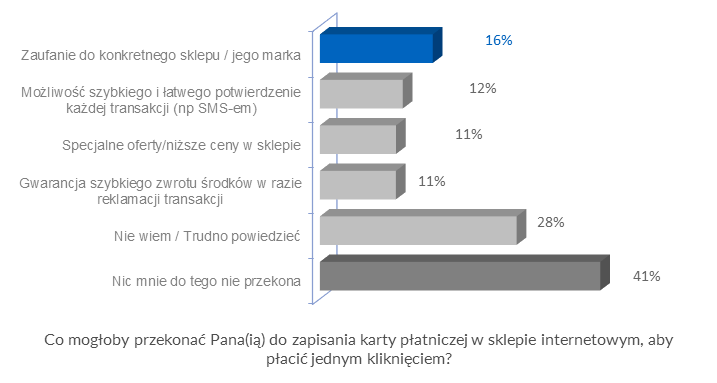 Zaufanie do konkretnego sklepu / jego marka
16%
Możliwość szybkiego i łatwego potwierdzenie
każdej transakcji (np SMS-em)
12%
Specjalne oferty/niższe ceny w sklepie
11%
Gwarancja szybkiego zwrotu środków w razie
reklamacji transakcji
11%
Nie wiem / Trudno powiedzieć
28%
Nic mnie do tego nie przekona
41%
Co mogłoby przekonać Pana(ią) do zapisania karty płatniczej w sklepie internetowym, aby
płacić jednym kliknięciem?